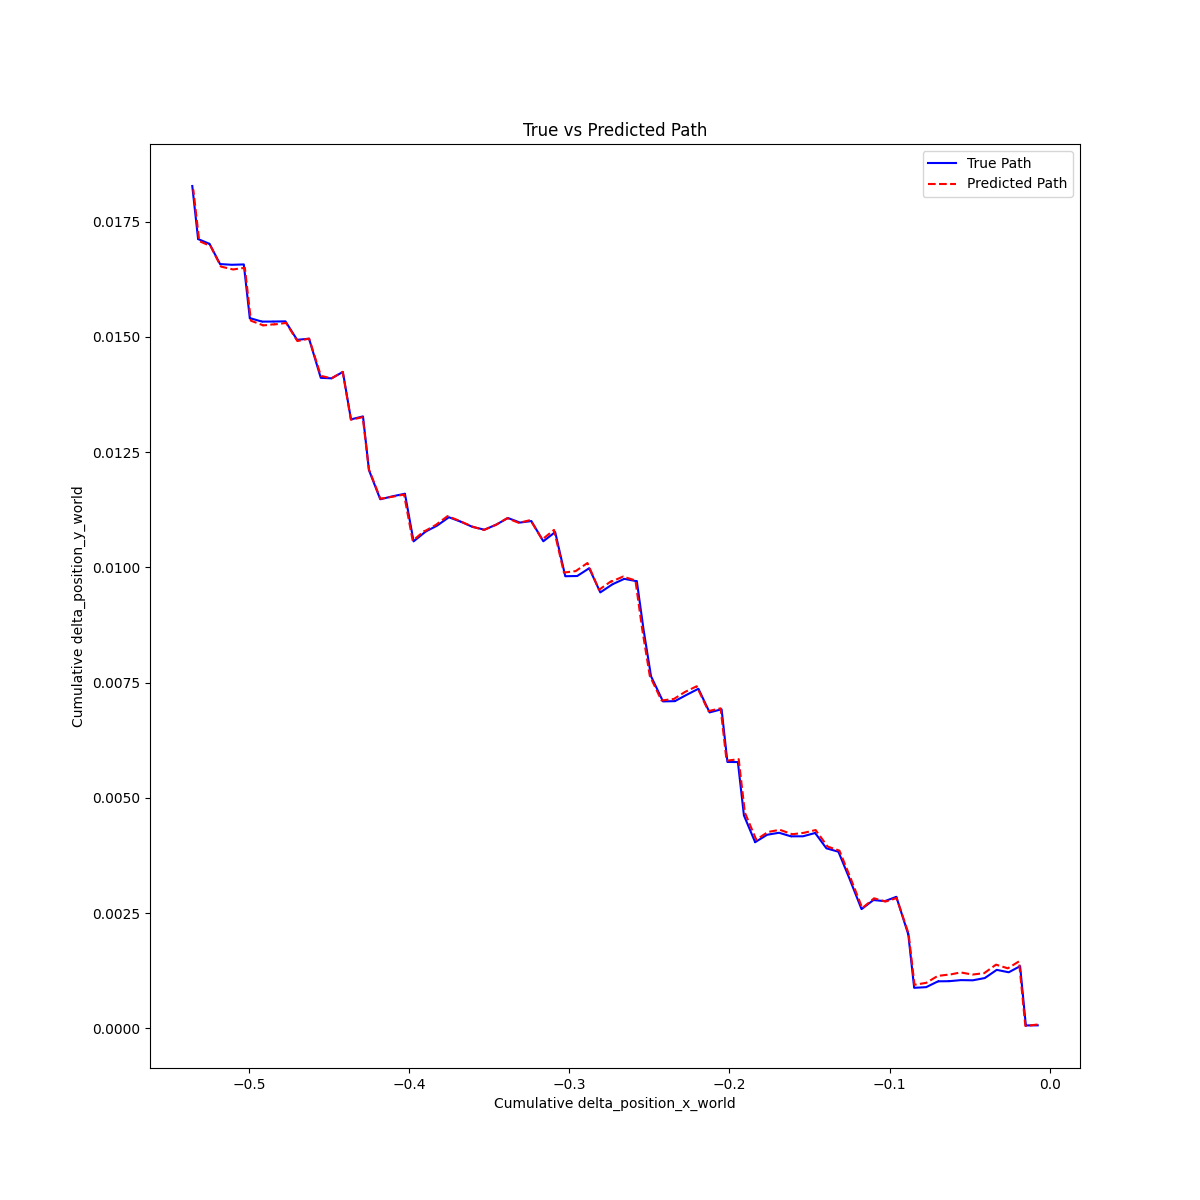 True vs Predicted Path
True Path
Predicted Path
0.0175
0.0150
0.0125
0.0100
0.0075
0.0050
0.0025
0.0000
Cumulative delta_position_y_world
−0.5
−0.4
−0.3
−0.2
−0.1
0.0
Cumulative delta_position_x_world